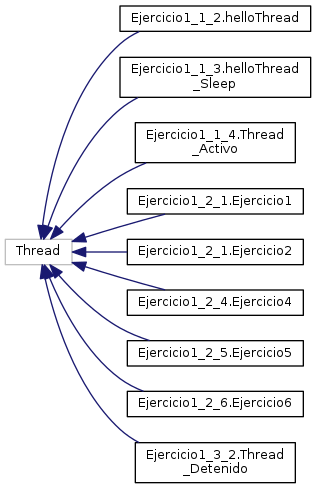 Ejercicio1_1_2.helloThread
Ejercicio1_1_3.helloThread
_Sleep
Ejercicio1_1_4.Thread
_Activo
Ejercicio1_2_1.Ejercicio1
Thread
Ejercicio1_2_1.Ejercicio2
Ejercicio1_2_4.Ejercicio4
Ejercicio1_2_5.Ejercicio5
Ejercicio1_2_6.Ejercicio6
Ejercicio1_3_2.Thread
_Detenido